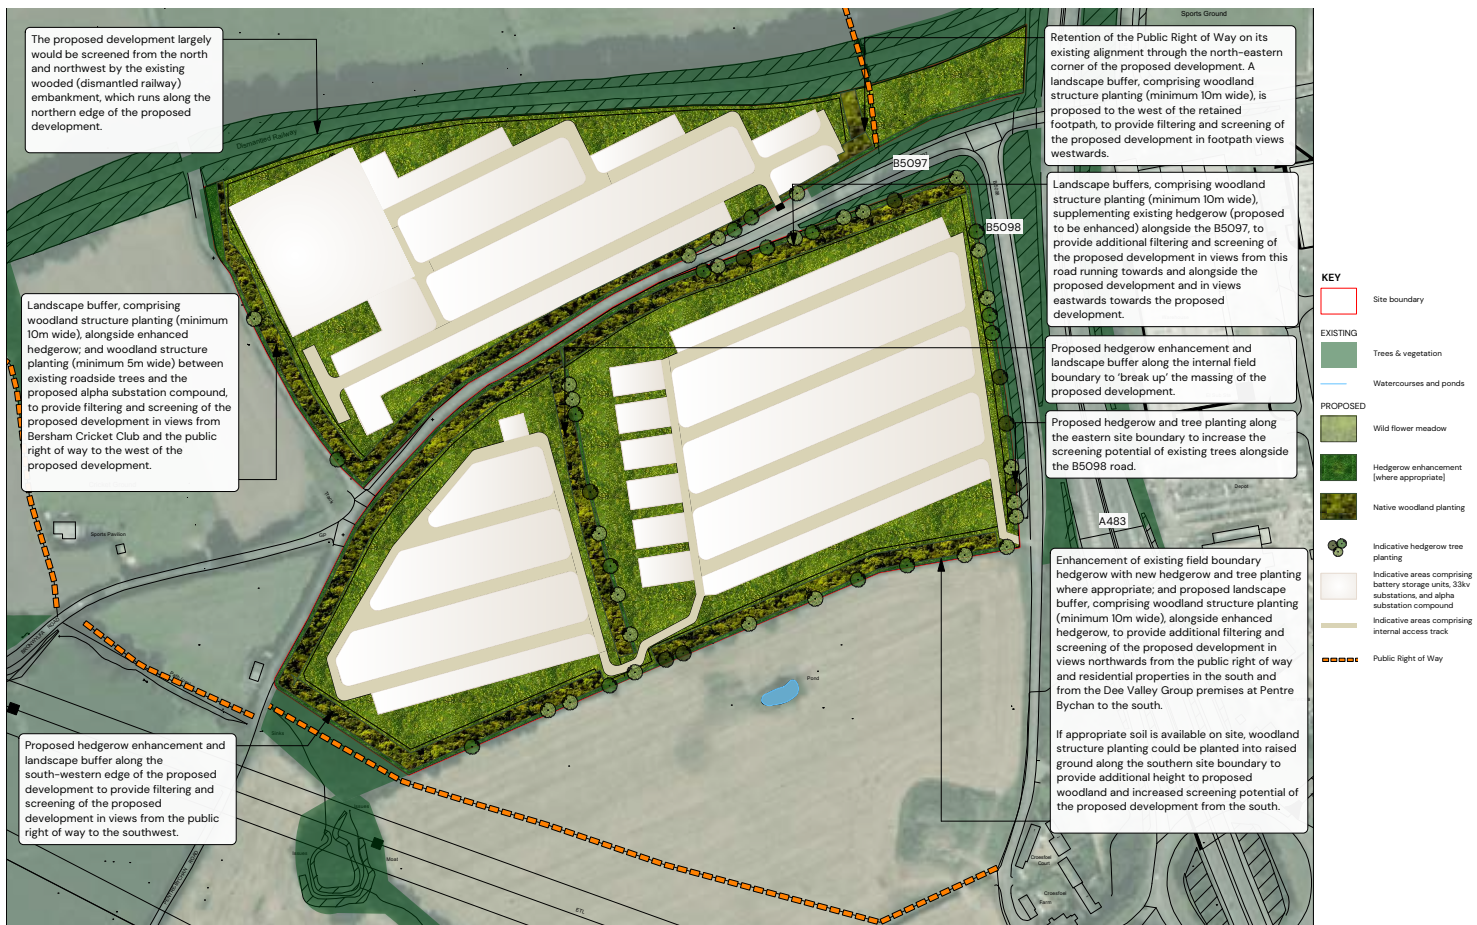 The proposed development largely
would be screened from the north
and northwest by the existing
wooded (dismantled railway)
embankment, which runs along the
northern edge of the proposed
development.
Sports Ground
Retention of the Public Right of Way on its
existing alignment through the north-eastern
corner of the proposed development. A
landscape buffer, comprising woodland
structure planting (minimum 10m wide), is
proposed to the west of the retained
footpath, to provide filtering and screening of
the proposed development in footpath views
westwards.
Dismantled Railway
B5097
Landscape buffers, comprising woodland
structure planting (minimum 10m wide),
supplementing existing hedgerow (proposed
to be enhanced) alongside the B5097, to
provide additional filtering and screening of
the proposed development in views from this
road running towards and alongside the
proposed development and in views
eastwards towards the proposed
development.
B5098
Landscape buffer, comprising
woodland structure planting (minimum
10m wide), alongside enhanced
hedgerow; and woodland structure
planting (minimum 5m wide) between
existing roadside trees and the
proposed alpha substation compound,
to provide filtering and screening of the
proposed development in views from
Bersham Cricket Club and the public
right of way to the west of the
proposed development.
Proposed hedgerow enhancement and
landscape buffer along the internal field
boundary to ‘break up’ the massing of the
proposed development.
Proposed hedgerow and tree planting along
the eastern site boundary to increase the
screening potential of existing trees alongside
the B5098 road.
Track
Depot
A483
GP
Sports Pavilion
Enhancement of existing field boundary
hedgerow with new hedgerow and tree planting
where appropriate; and proposed landscape
buffer, comprising woodland structure planting
(minimum 10m wide), alongside enhanced
hedgerow, to provide additional filtering and
screening of the proposed development in
views northwards from the public right of way
and residential properties in the south and
from the Dee Valley Group premises at Pentre
Bychan to the south.
If appropriate soil is available on site, woodland
structure planting could be planted into raised
ground along the southern site boundary to
provide additional height to proposed
woodland and increased screening potential of
the proposed development from the south.
Pond
Proposed hedgerow enhancement and
landscape buffer along the
south-western edge of the proposed
development to provide filtering and
screening of the proposed
development in views from the public
right of way to the southwest.
Moat
ETL
Croesfoel
Court
Croesfoel
Farm
KEY
Site boundary
EXISTING
Trees & vegetation
Watercourses and ponds
PROPOSED
Wild flower meadow
Hedgerow enhancement
[where appropriate]
Native woodland planting
Indicative hedgerow tree
planting
Indicative areas comprising
battery storage units, 33kv
substations, and alpha
substation compound
Indicative areas comprising
internal access track
Public Right of Way